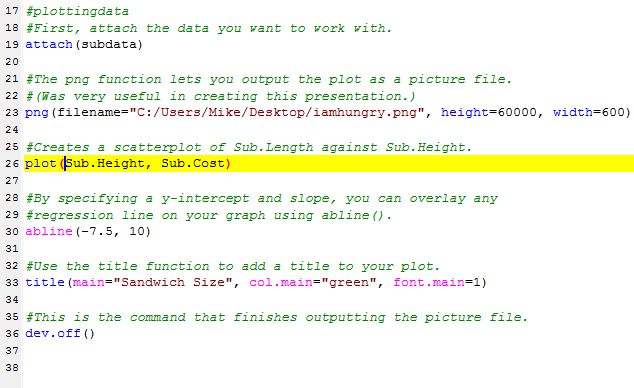 17 #plottingdata
18 #First, attach the data you want to work with.
19 attach(subdata)
20
21 #The png function lets you output the plot as a picture file.
22 #(Was very useful in creating this presentation.)
23 png(filename="C:/Users/Mike/Desktop/iamhungry.png", height=60000, width=600)
24
25 #Creates a scatterplot of Sub.Length against Sub.Height.
26 plot(Sub.Height, Sub.Cost)
27
28 #By specifying a y-intercept and slope, you can overlay any
29 #regression line on your graph using abline().
30 abline(-7.5, 10)
31
32 #Use the title function to add a title to your plot.
33 title(main="Sandwich Size", col.main="green", font.main=1)
34
35 #This is the command that finishes outputting the picture file.
36 dev.off()
37
38